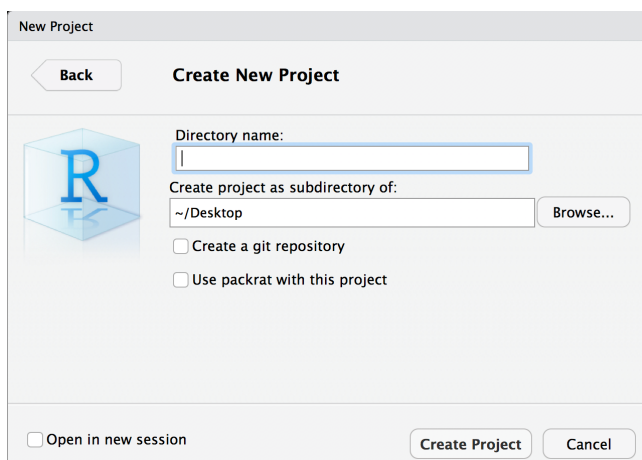 New Project
Back
Create New Project
R
Directory name:
Create project as subdirectory of:
~/Desktop
Browse...
Create a git repository
Use packrat with this project
Open in new session
Create Project
Cancel